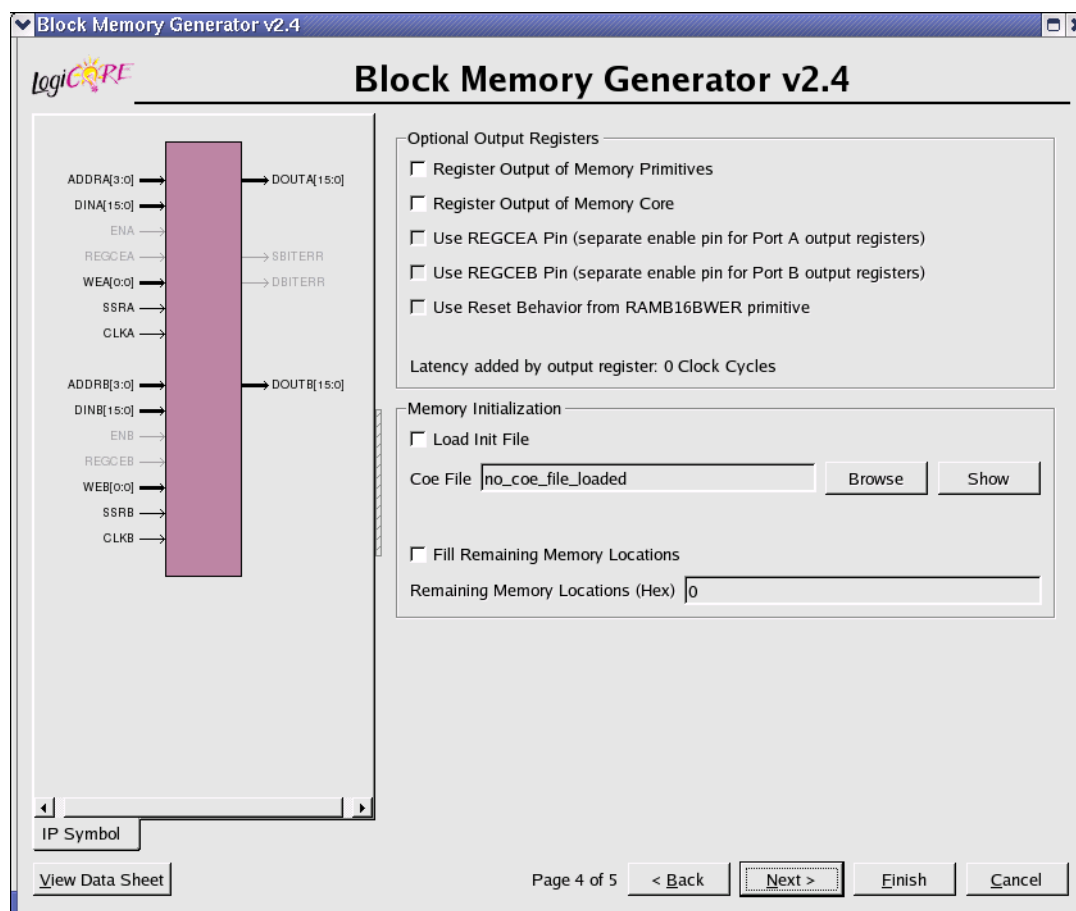 Block Memory Generator v2.4
LogiCORE
Block Memory Generator v2.4
ADDRA[3:0]
DOUTA[15:0]
DINA[15:0]
ENA
REGCEA
SBITERR
WEA[0:0]
DBITERR
SSRA
CLKA
ADDRB[3:0]
DOUTB[15:0]
DINB[15:0]
ENB
REGCEB
WEB[0:0]
SSRB
CLKB
IP Symbol
Optional Output Registers
Register Output of Memory Primitives
Register Output of Memory Core
Use REGCEA Pin (separate enable pin for Port A output registers)
Use REGCEB Pin (separate enable pin for Port B output registers)
Use Reset Behavior from RAMB16BWER primitive
Latency added by output register: 0 Clock Cycles
Memory Initialization
Load Init File
Coe File no_coe_file_loaded Browse Show
Fill Remaining Memory Locations
Remaining Memory Locations (Hex) 0
View Data Sheet Page 4 of 5 < Back Next > Finish Cancel